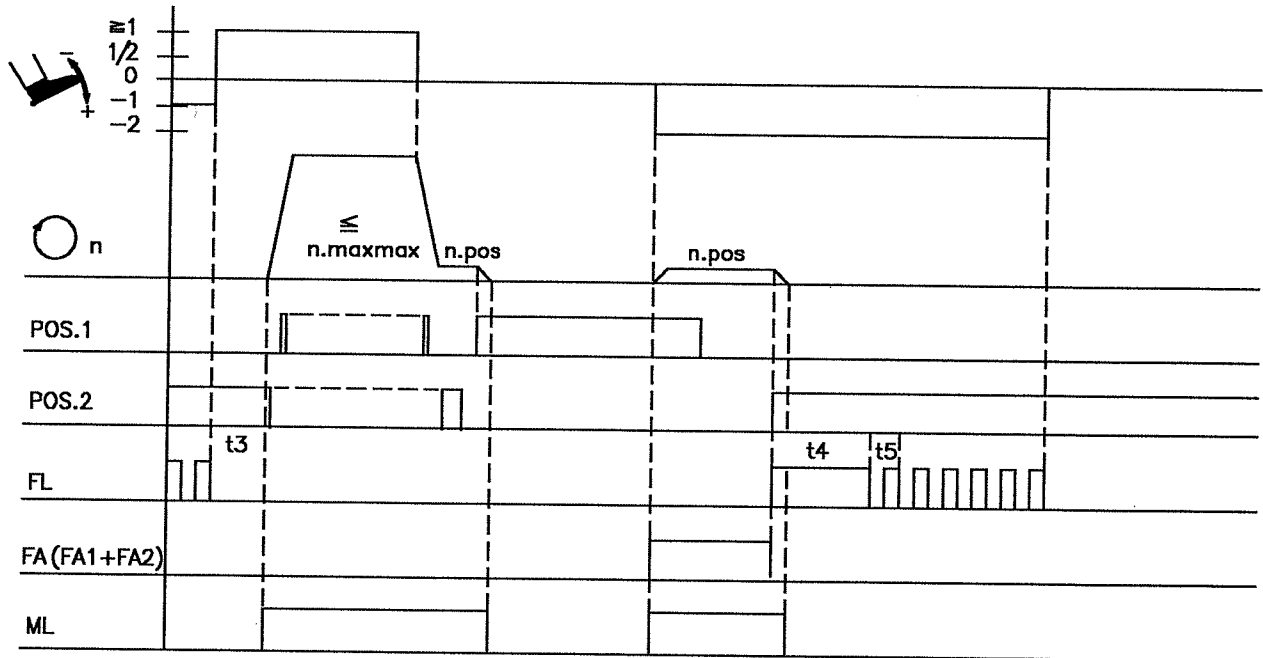 ≧1
1/2
0
−1
−2
−
+
n
≦
n.maxmax
n.pos
n.pos
POS.1
POS.2
t3
t4
t5
FL
FA(FA1+FA2)
ML